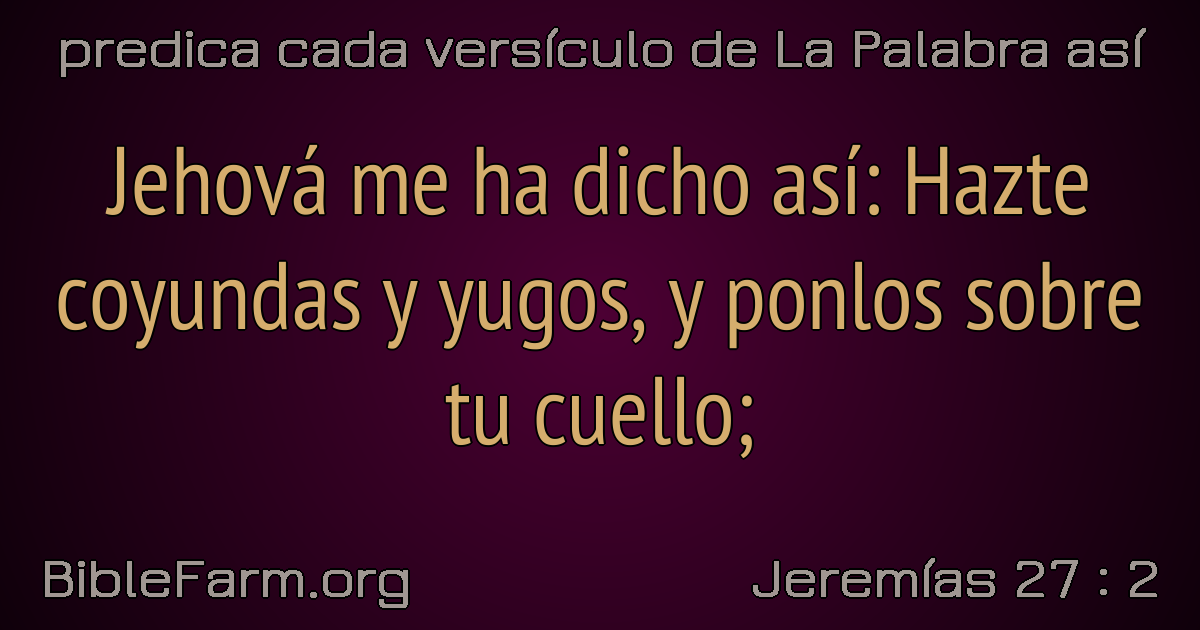 predica cada versículo de La Palabra así
Jehová me ha dicho así: Hazte
coyundas y yugos, y ponlos sobre
tu cuello;
BibleFarm.org
Jeremías 27 : 2